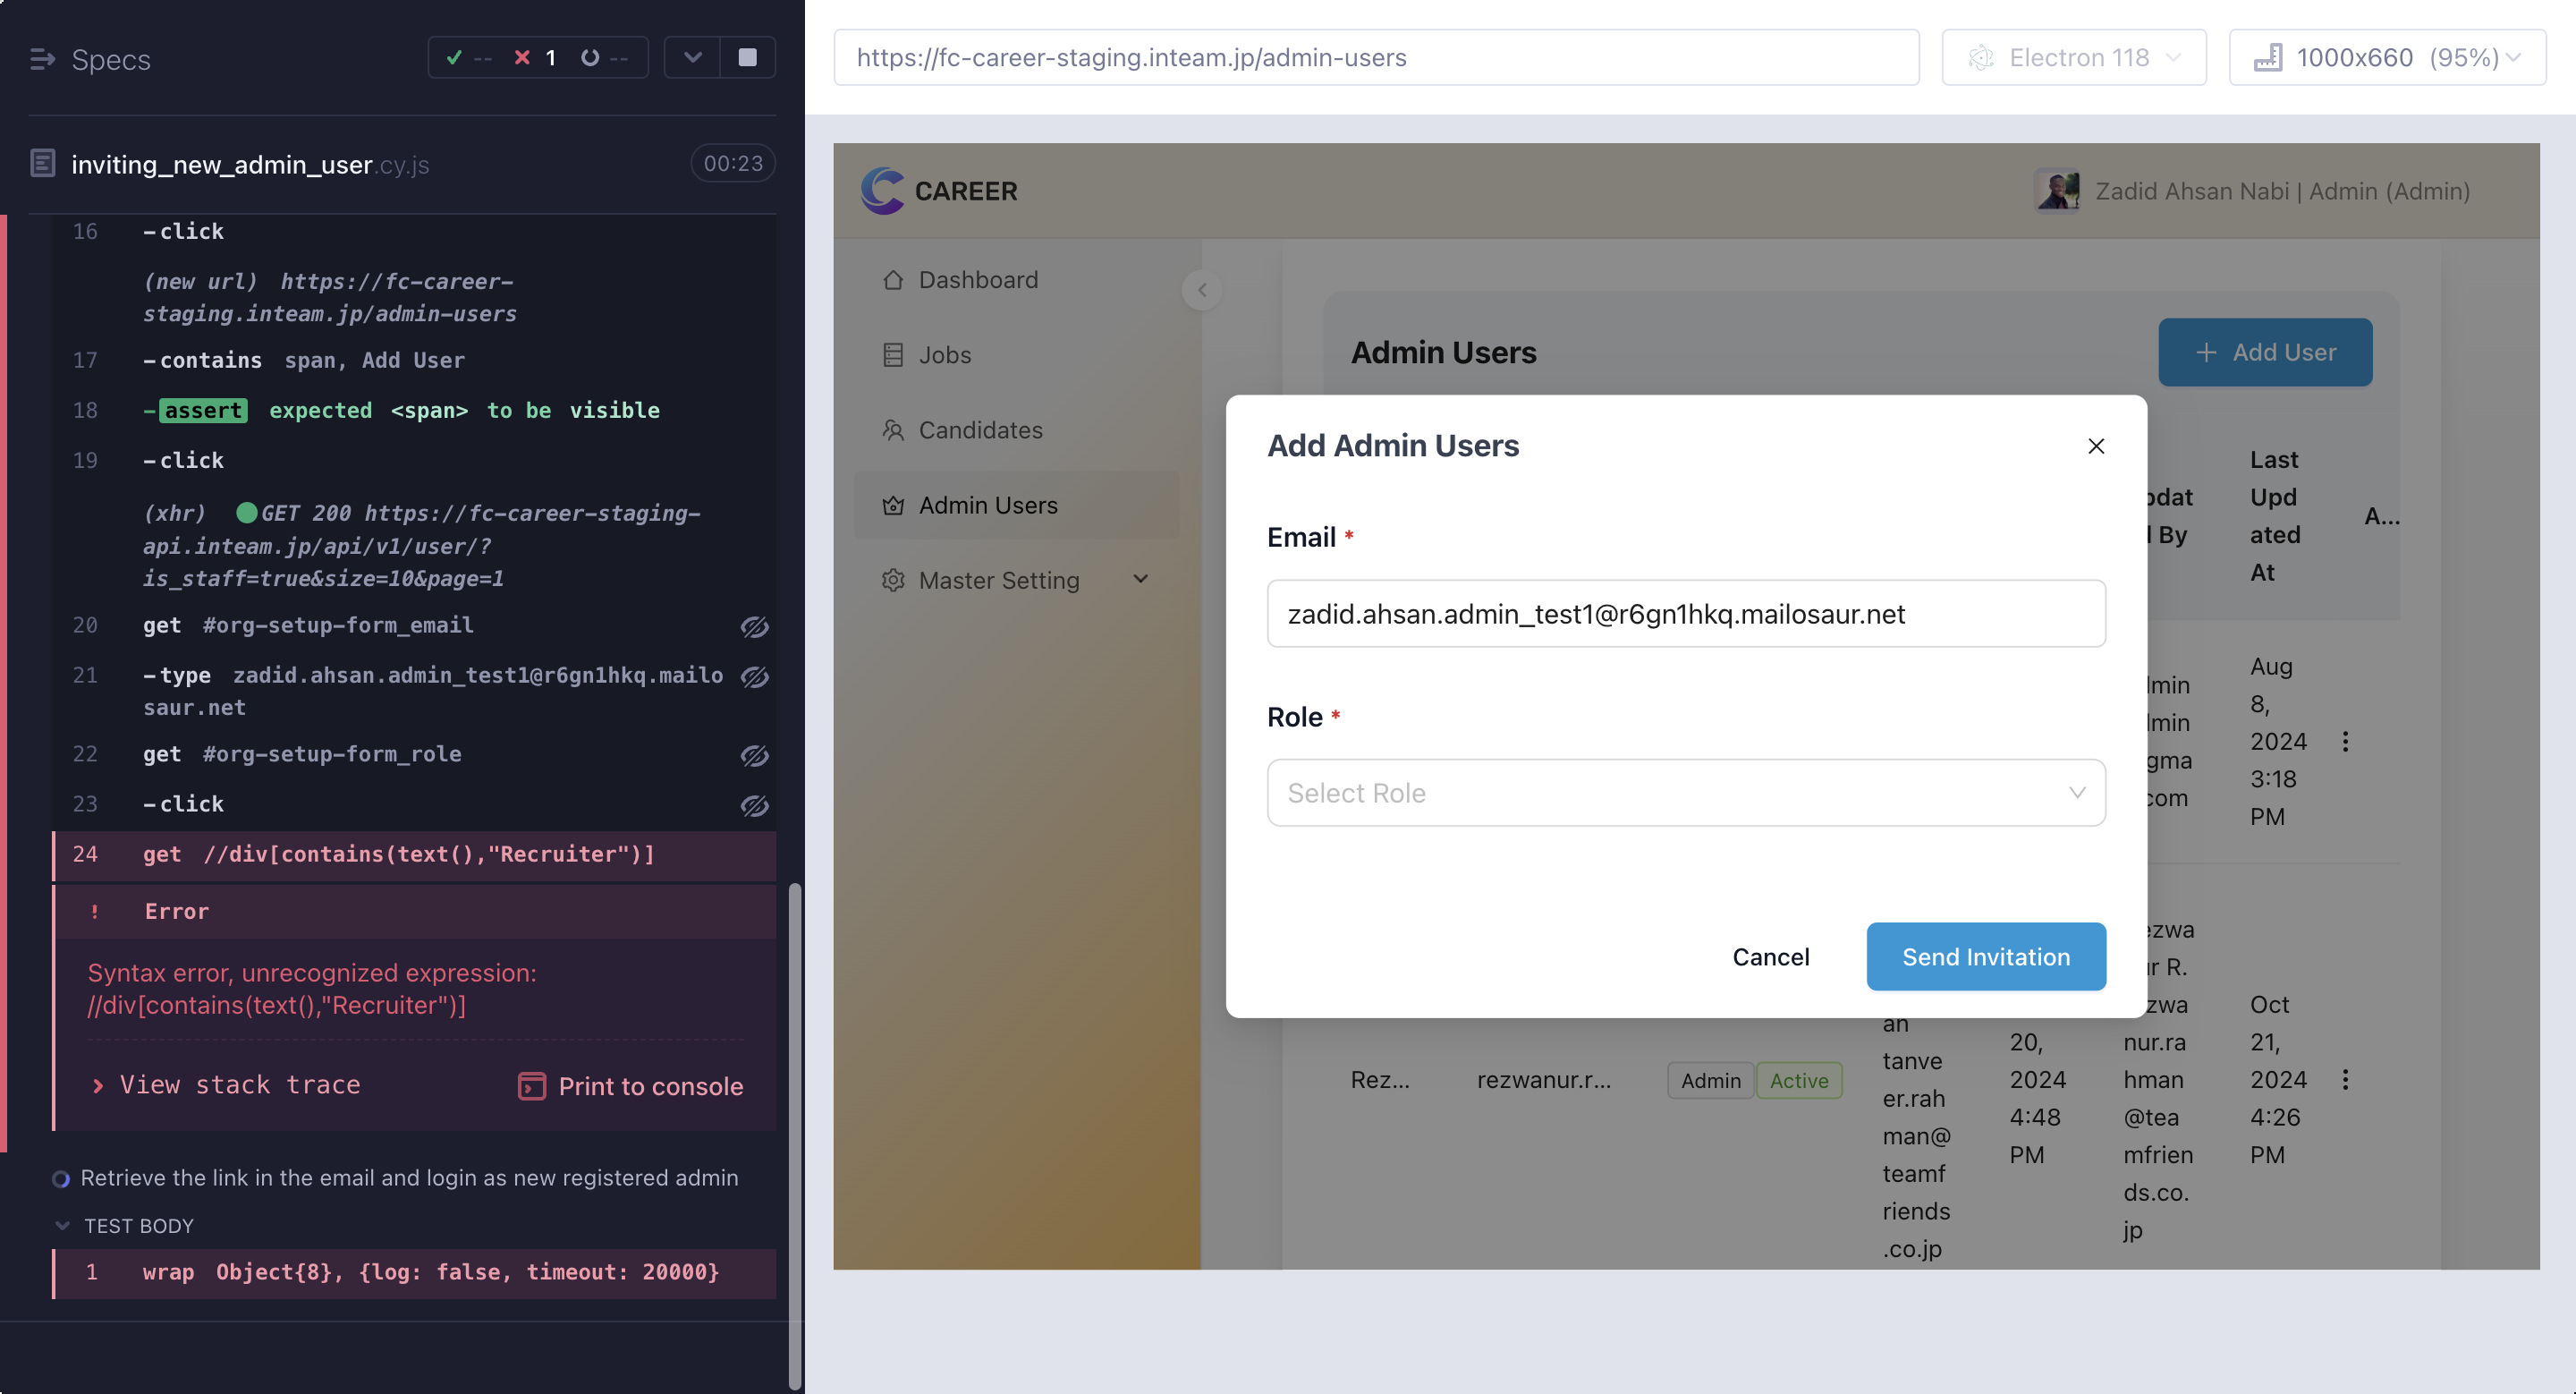 Specs
-- 1 --
inviting_new_admin_user.cy.js
00:23
16 -click
(new url) https://fc-career-
staging.inteam.jp/admin-users
17 -contains span, Add User
18 -assert expected <span> to be visible
19 -click
(xhr) GET 200 https://fc-career-staging-
api.inteam.jp/api/v1/user/?
is_staff=true&size=10&page=1
20 get #org-setup-form_email
21 -type zadid.ahsan.admin_test1@r6gn1hkq.mailo
saur.net
22 get #org-setup-form_role
23 -click
24 get //div[contains(text(),"Recruiter")]
! Error
Syntax error, unrecognized expression:
//div[contains(text(),"Recruiter")]
View stack trace
Print to console
Retrieve the link in the email and login as new registered admin
TEST BODY
1 wrap Object{8}, {log: false, timeout: 20000}
https://fc-career-staging.inteam.jp/admin-users
Electron 118
1000x660 (95%)
CAREER
Zadid Ahsan Nabi | Admin (Admin)
Dashboard
Jobs
Candidates
Admin Users
Master Setting
Admin Users
+ Add User
Add Admin Users
Email *
zadid.ahsan.admin_test1@r6gn1hkq.mailosaur.net
Role *
Select Role
Cancel
Send Invitation
Last
Upd
ated
At
A...
By
Aug
8,
2024
3:18
PM
com
Rez...
rezwanur.r...
Admin
Active
an
tanve
er.rah
man@
teamf
riends
.co.jp
20,
2024
4:48
PM
nur.ra
hman
@tea
mfrien
ds.co.
jp
Oct
21,
2024
4:26
PM